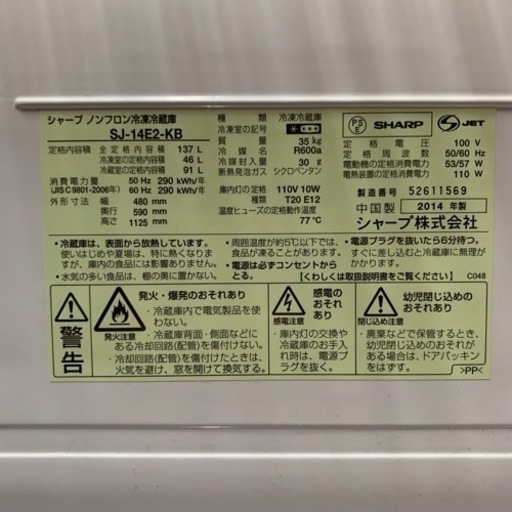 シャープ ノンフロン冷凍冷蔵庫
SJ-14E2-KB
定格内容積 全定格内容積 137 L
冷凍室の定格内容積 46 L
冷蔵室の定格内容積 91 L
消費電力量 50 Hz 290 kWh/年
(JIS C 9801-2006年) 60 Hz 290 kWh/年
外形寸法 幅 480 mm
奥行 590 mm
高さ 1125 mm
種類 冷凍冷蔵庫
冷凍室の記号
質量 35 kg
冷媒 R600a
冷媒封入量 30 g
断熱発泡ガス シクロペンタン
庫内灯の定格 110V 10W
種類 T20 E12
温度ヒューズの定格 77℃
PS
E
SHARP
S JET
定格電圧 100 V
定格周波数 50/60 Hz
電動機の定格消費電力 53/57 W
電熱装置の定格消費電力 110 W
製造番号 52611569
中国製 2014 年製
シャープ株式会社
・冷蔵庫は、表面から放熱しています。
使いはじめや夏場は、特に熱く
感じますが、異常ではありません。
・水気の多い食品は、棚の奥に置かない。
・周囲温度が約5℃以下では、
食品が凍ることがあります。
・電源は必ずコンセントから
とる。
・電源プラグを抜いたら6分待つ。
すぐに差し込むと冷蔵庫に無理が
かかります。
【くわしくは取扱説明書をご覧ください】
C048
警告
発火・爆発のおそれあり
発火注意
・冷蔵庫内で電気製品を使
わない。
・冷蔵庫背面・側面などに
ある冷却回路(配管)を傷付けない。
・冷却回路(配管)を傷付けたときは、
火気を避け、窓を開けて換気する。
感電の
おそれあり
感電注意
・庫内灯の交換や
冷蔵庫のお手入
れ時は、電源プ
ラグを抜く。
幼児閉じ込めの
おそれあり
閉じ込め注意
・廃棄などで保管するとき、
幼児の閉じ込めのおそれが
あるため、ドアパッキン
をはずす。
>PP<